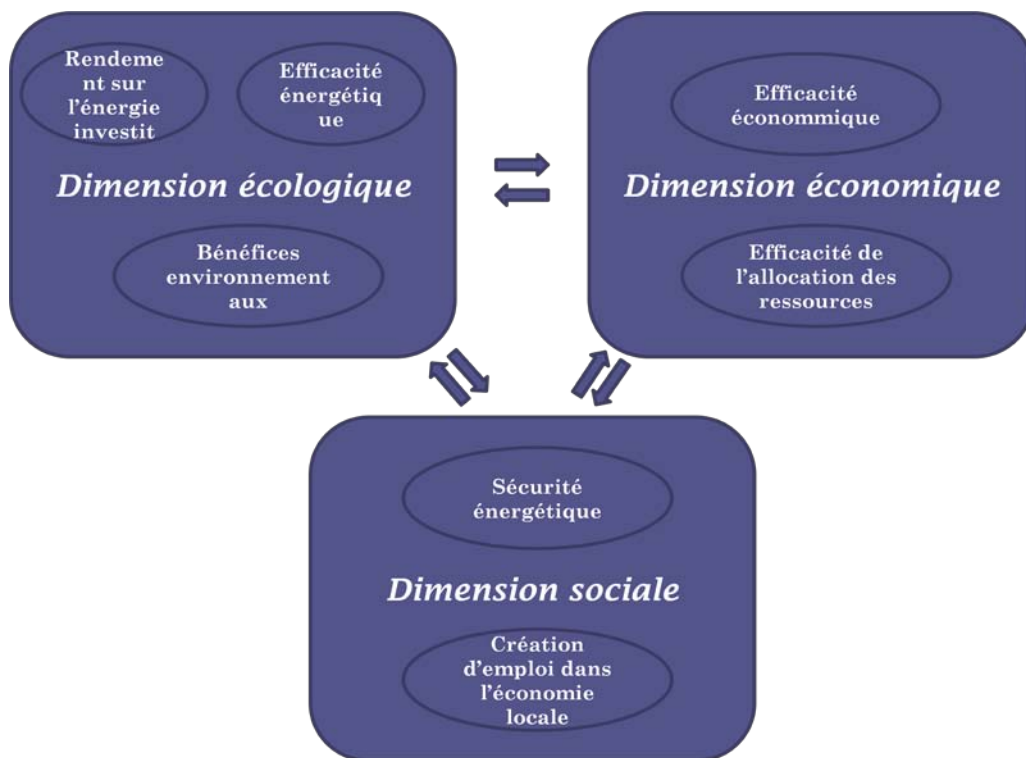 Rendeme
nt sur
l'énergie
investit
Efficacité
énergétiq
ue
Dimension écologique
Bénéfices
environnement
aux
Efficacité
économmique
Dimension économique
Efficacité de
l'allocation des
ressources
Sécurité
énergétique
Dimension sociale
Création
d'emploi dans
l'économie
locale